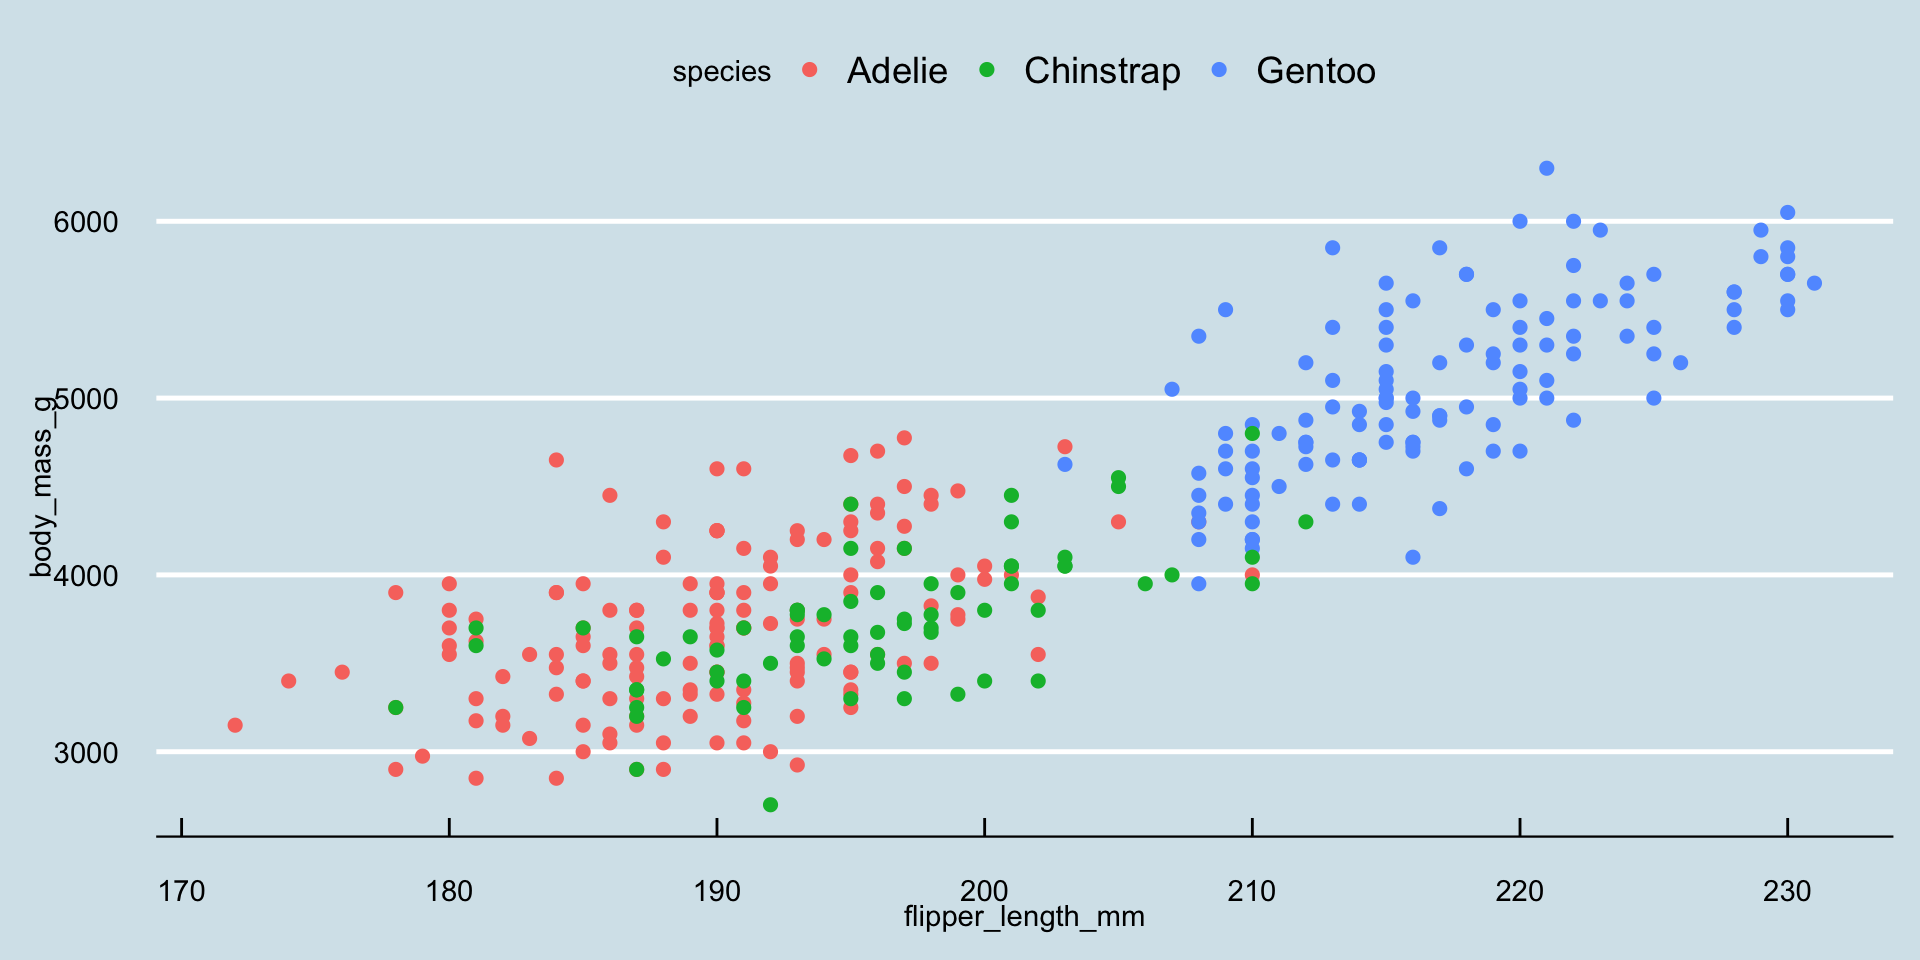 species Adelie Chinstrap Gentoo
6000
5000
4000
3000
body_mass_g
170 180 190 200 210 220 230
flipper_length_mm